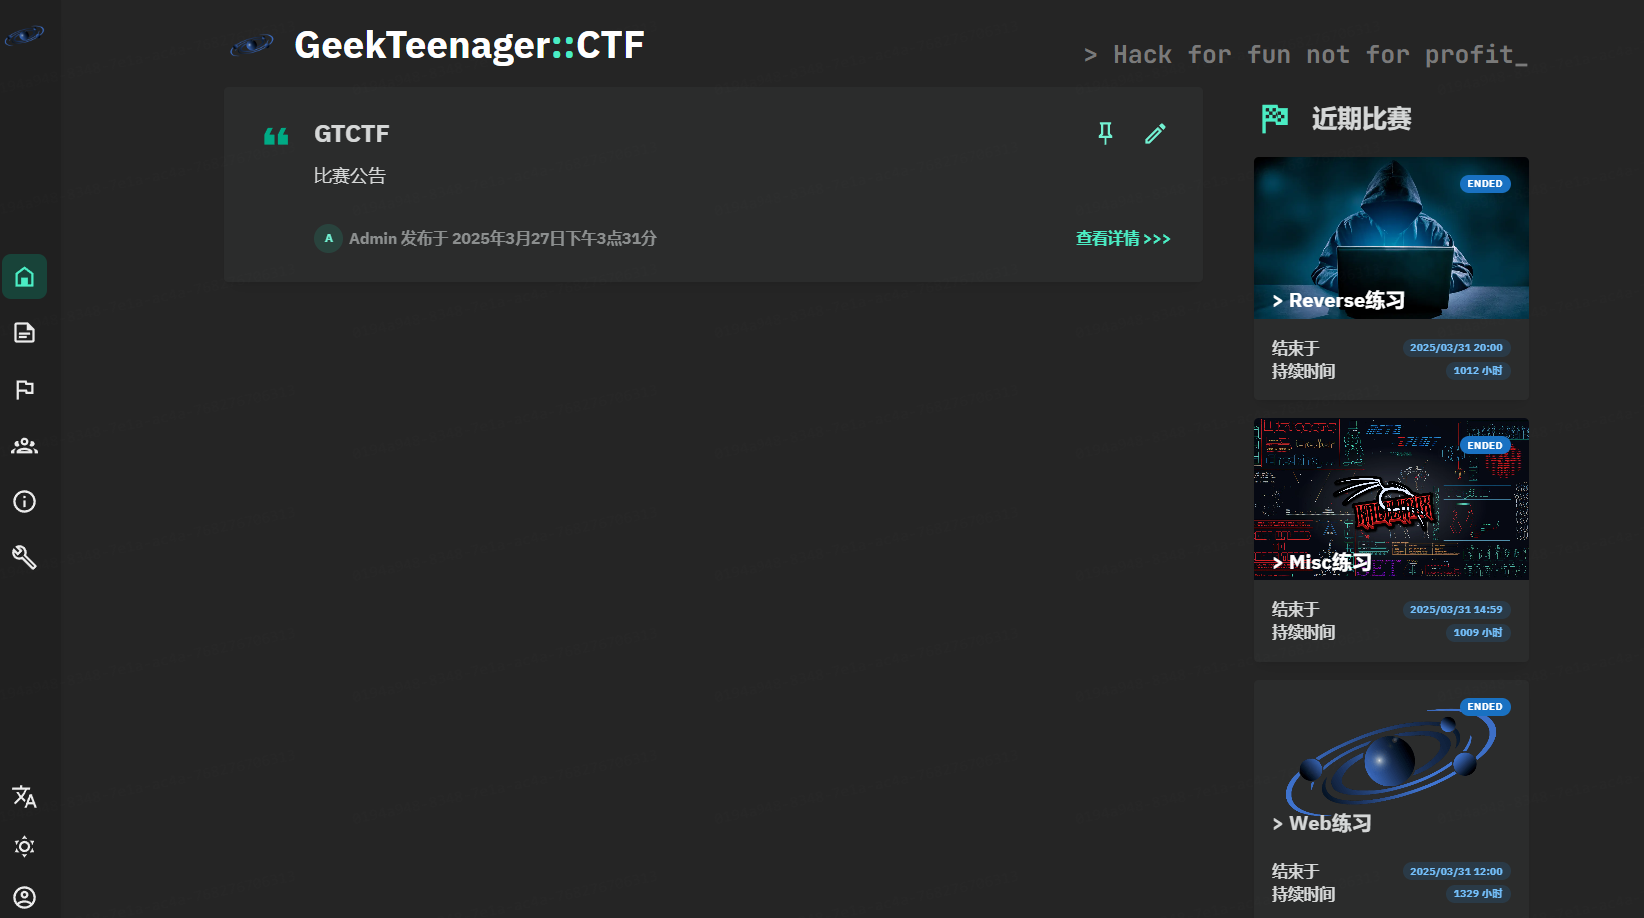 GeekTeenager::CTF
> Hack for fun not for profit_
GTCTF
比赛公告
A
Admin 发布于 2025年3月27日下午3点31分
查看详情 >>>
近期比赛
ENDED
> Reverse练习
结束于
2025/03/31 20:00
持续时间
1012 小时
ENDED
> Misc练习
结束于
2025/03/31 14:59
持续时间
1009 小时
ENDED
> Web练习
结束于
2025/03/31 12:00
持续时间
1329 小时